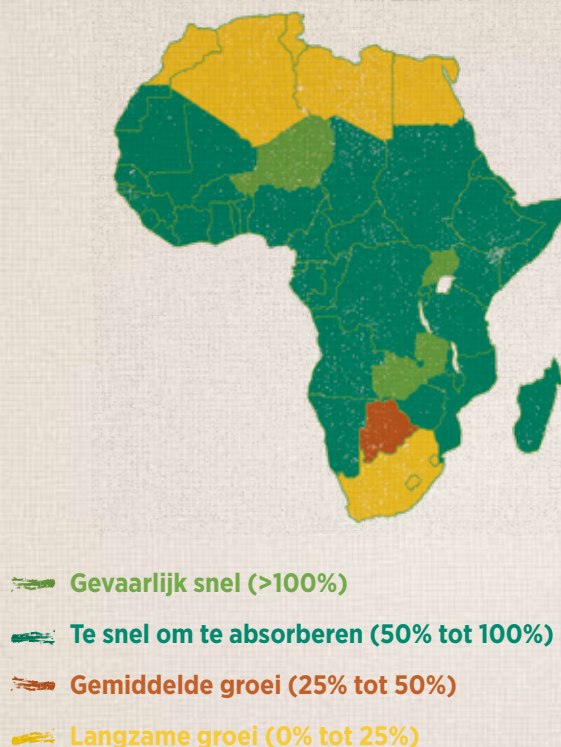 Gevaarlijk snel (>100%)
Te snel om te absorberen (50% tot 100%)
Gemiddelde groei (25% tot 50%)
Langzame groei (0% tot 25%)